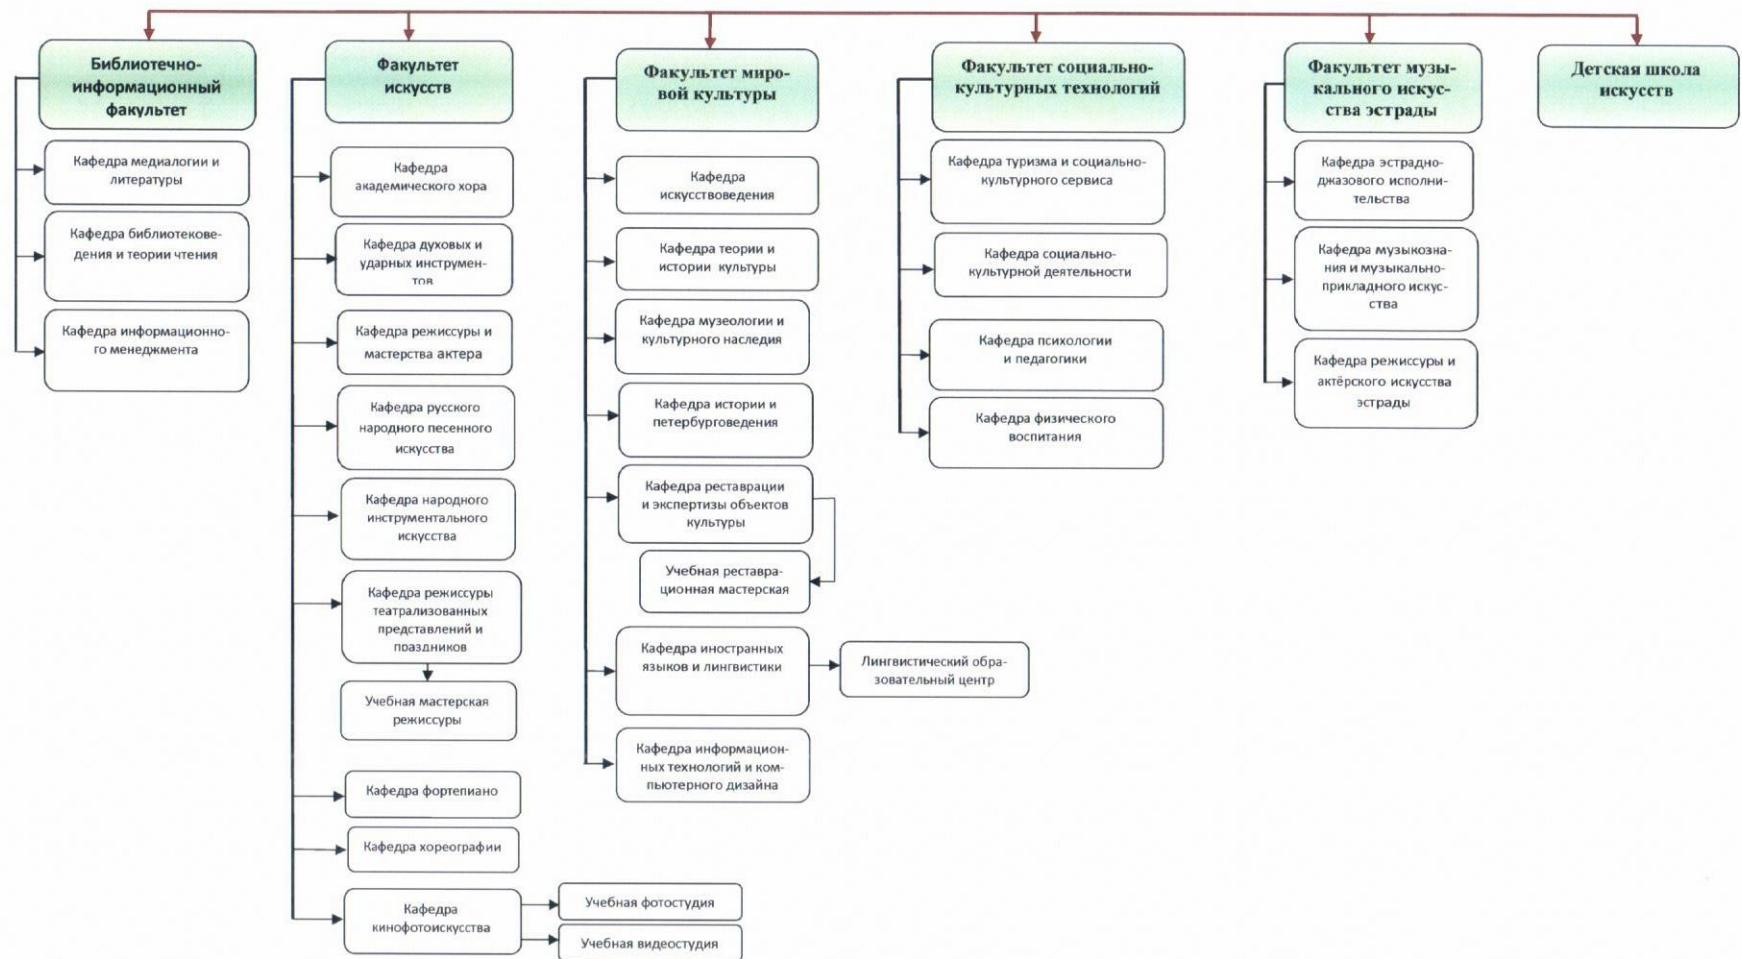 Библиотечно-
информационный
факультет
Кафедра медиалогии и
литературы
Кафедра библиотекове-
дения и теории чтения
Кафедра информационно-
го менеджмента
Факультет
искусств
Кафедра
академического хора
Кафедра духовых и
ударных инструмен-
тов
Кафедра режиссуры и
мастерства актера
Кафедра русского
народного песенного
искусства
Кафедра народного
инструментального
искусства
Кафедра режиссуры
театрализованных
представлений и
праздников
Учебная мастерская
режиссуры
Кафедра фортепиано
Кафедра хореографии
Кафедра
кинофотоискусства
Учебная фотостудия
Учебная видеостудия
Факультет миро-
вой культуры
Кафедра
искусствоведения
Кафедра теории и
истории культуры
Кафедра музеологии и
культурного наследия
Кафедра истории и
петербурговедения
Кафедра реставрации
и экспертизы объектов
культуры
Учебная реставра-
ционная мастерская
Кафедра иностранных
языков и лингвистики
Лингвистический обра-
зовательный центр
Кафедра информацион-
ных технологий и ком-
пьютерного дизайна
Факультет социально-
культурных технологий
Кафедра туризма и социально-
культурного сервиса
Кафедра социально-
культурной деятельности
Кафедра психологии
и педагогики
Кафедра физического
воспитания
Факультет музы-
кального искус-
ства эстрады
Кафедра эстрадно-
джазового исполни-
тельства
Кафедра музыкозна-
ния и музыкально-
прикладного искус-
ства
Кафедра режиссуры и
актёрского искусства
эстрады
Детская школа
искусств